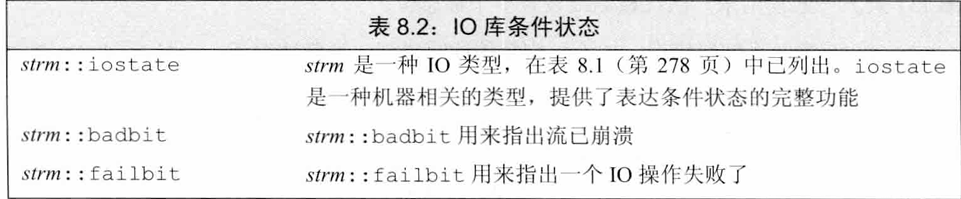 表 8.2：IO 库条件状态
strm::iostate strm 是一种 IO 类型，在表 8.1（第 278 页）中已列出。iostate
是一种机器相关的类型，提供了表达条件状态的完整功能
strm::badbit strm::badbit 用来指出流已崩溃
strm::failbit strm::failbit 用来指出一个 IO 操作失败了